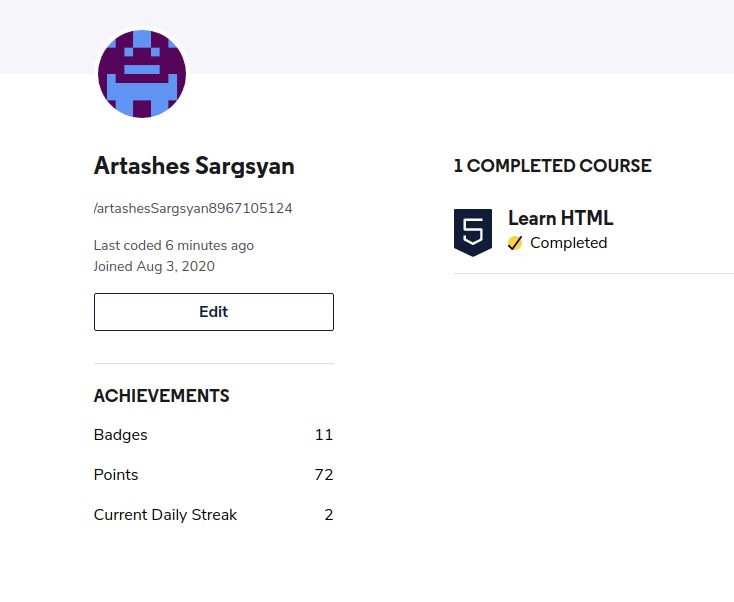 Artashes Sargsyan
/artashesSargsyan8967105124
Last coded 6 minutes ago
Joined Aug 3, 2020
Edit
ACHIEVEMENTS
Badges 11
Points 72
Current Daily Streak 2
1 COMPLETED COURSE
5
Learn HTML
Completed